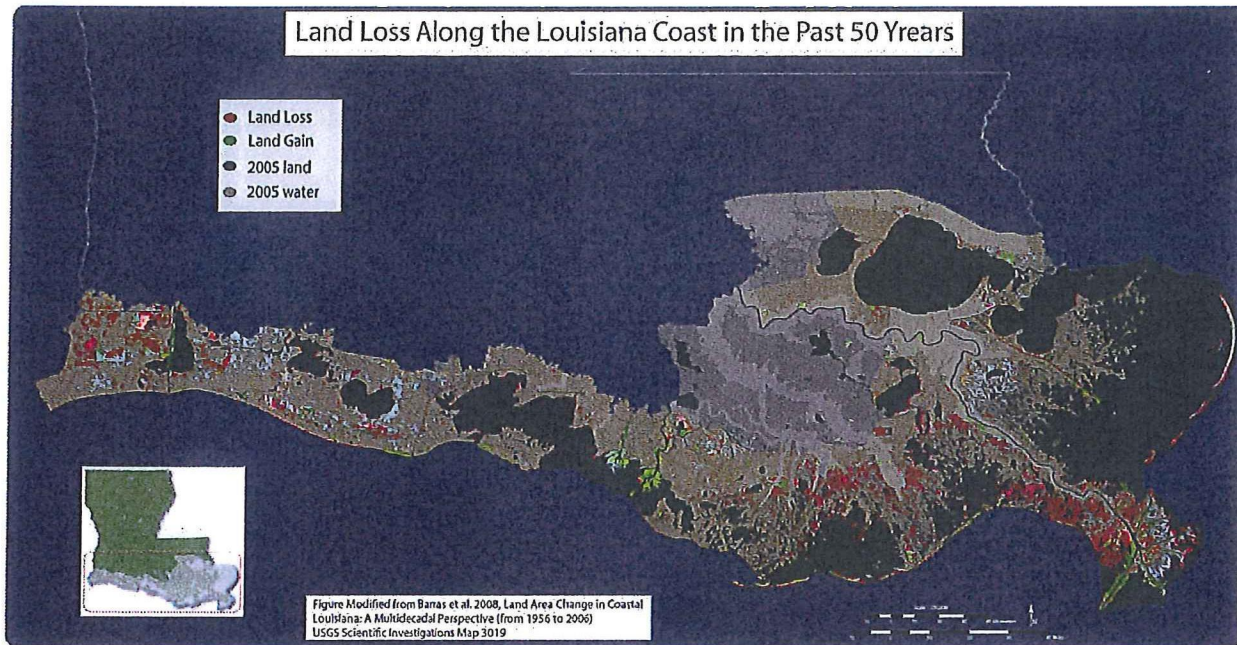 Land Loss Along the Louisiana Coast in the Past 50 Yrears
Land Loss
Land Gain
2005 land
2005 water
Figure Modified from Barras et al. 2008, Land Area Change in Coastal
Louisiana: A Multidecadal Perspective (from 1956 to 2006)
USGS Scientific Investigations Map 3019